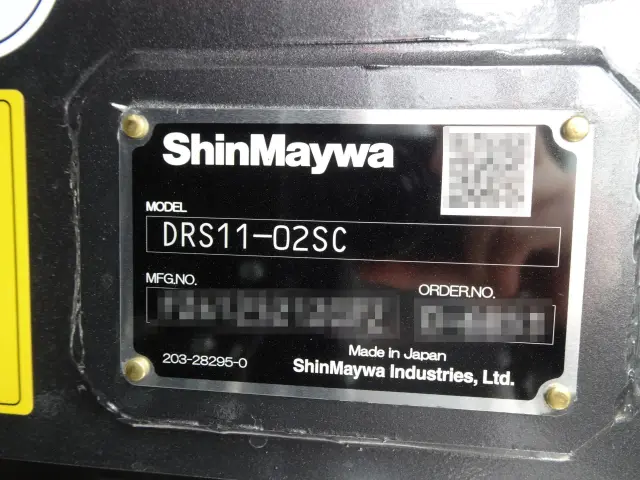 ShinMaywa
MODEL
DRS11-02SC
MFG.NO.
ORDER.NO.
203-28295-0
Made in Japan
ShinMaywa Industries, Ltd.